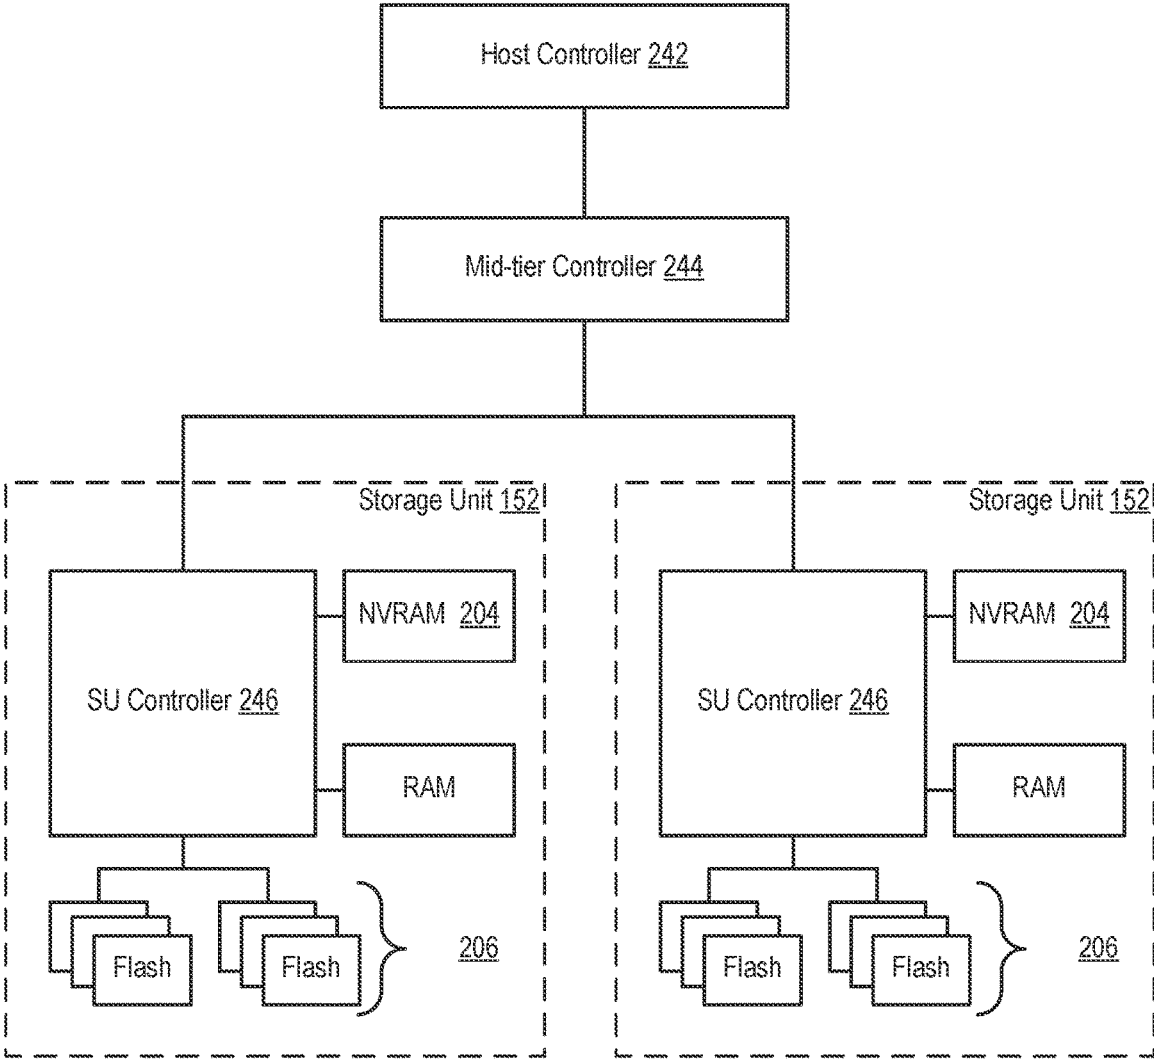 Host Controller 242
Mid-tier Controller 244
Storage Unit 152
NVRAM 204
SU Controller 246
RAM
Flash
Flash
206
Storage Unit 152
NVRAM 204
SU Controller 246
RAM
Flash
Flash
206